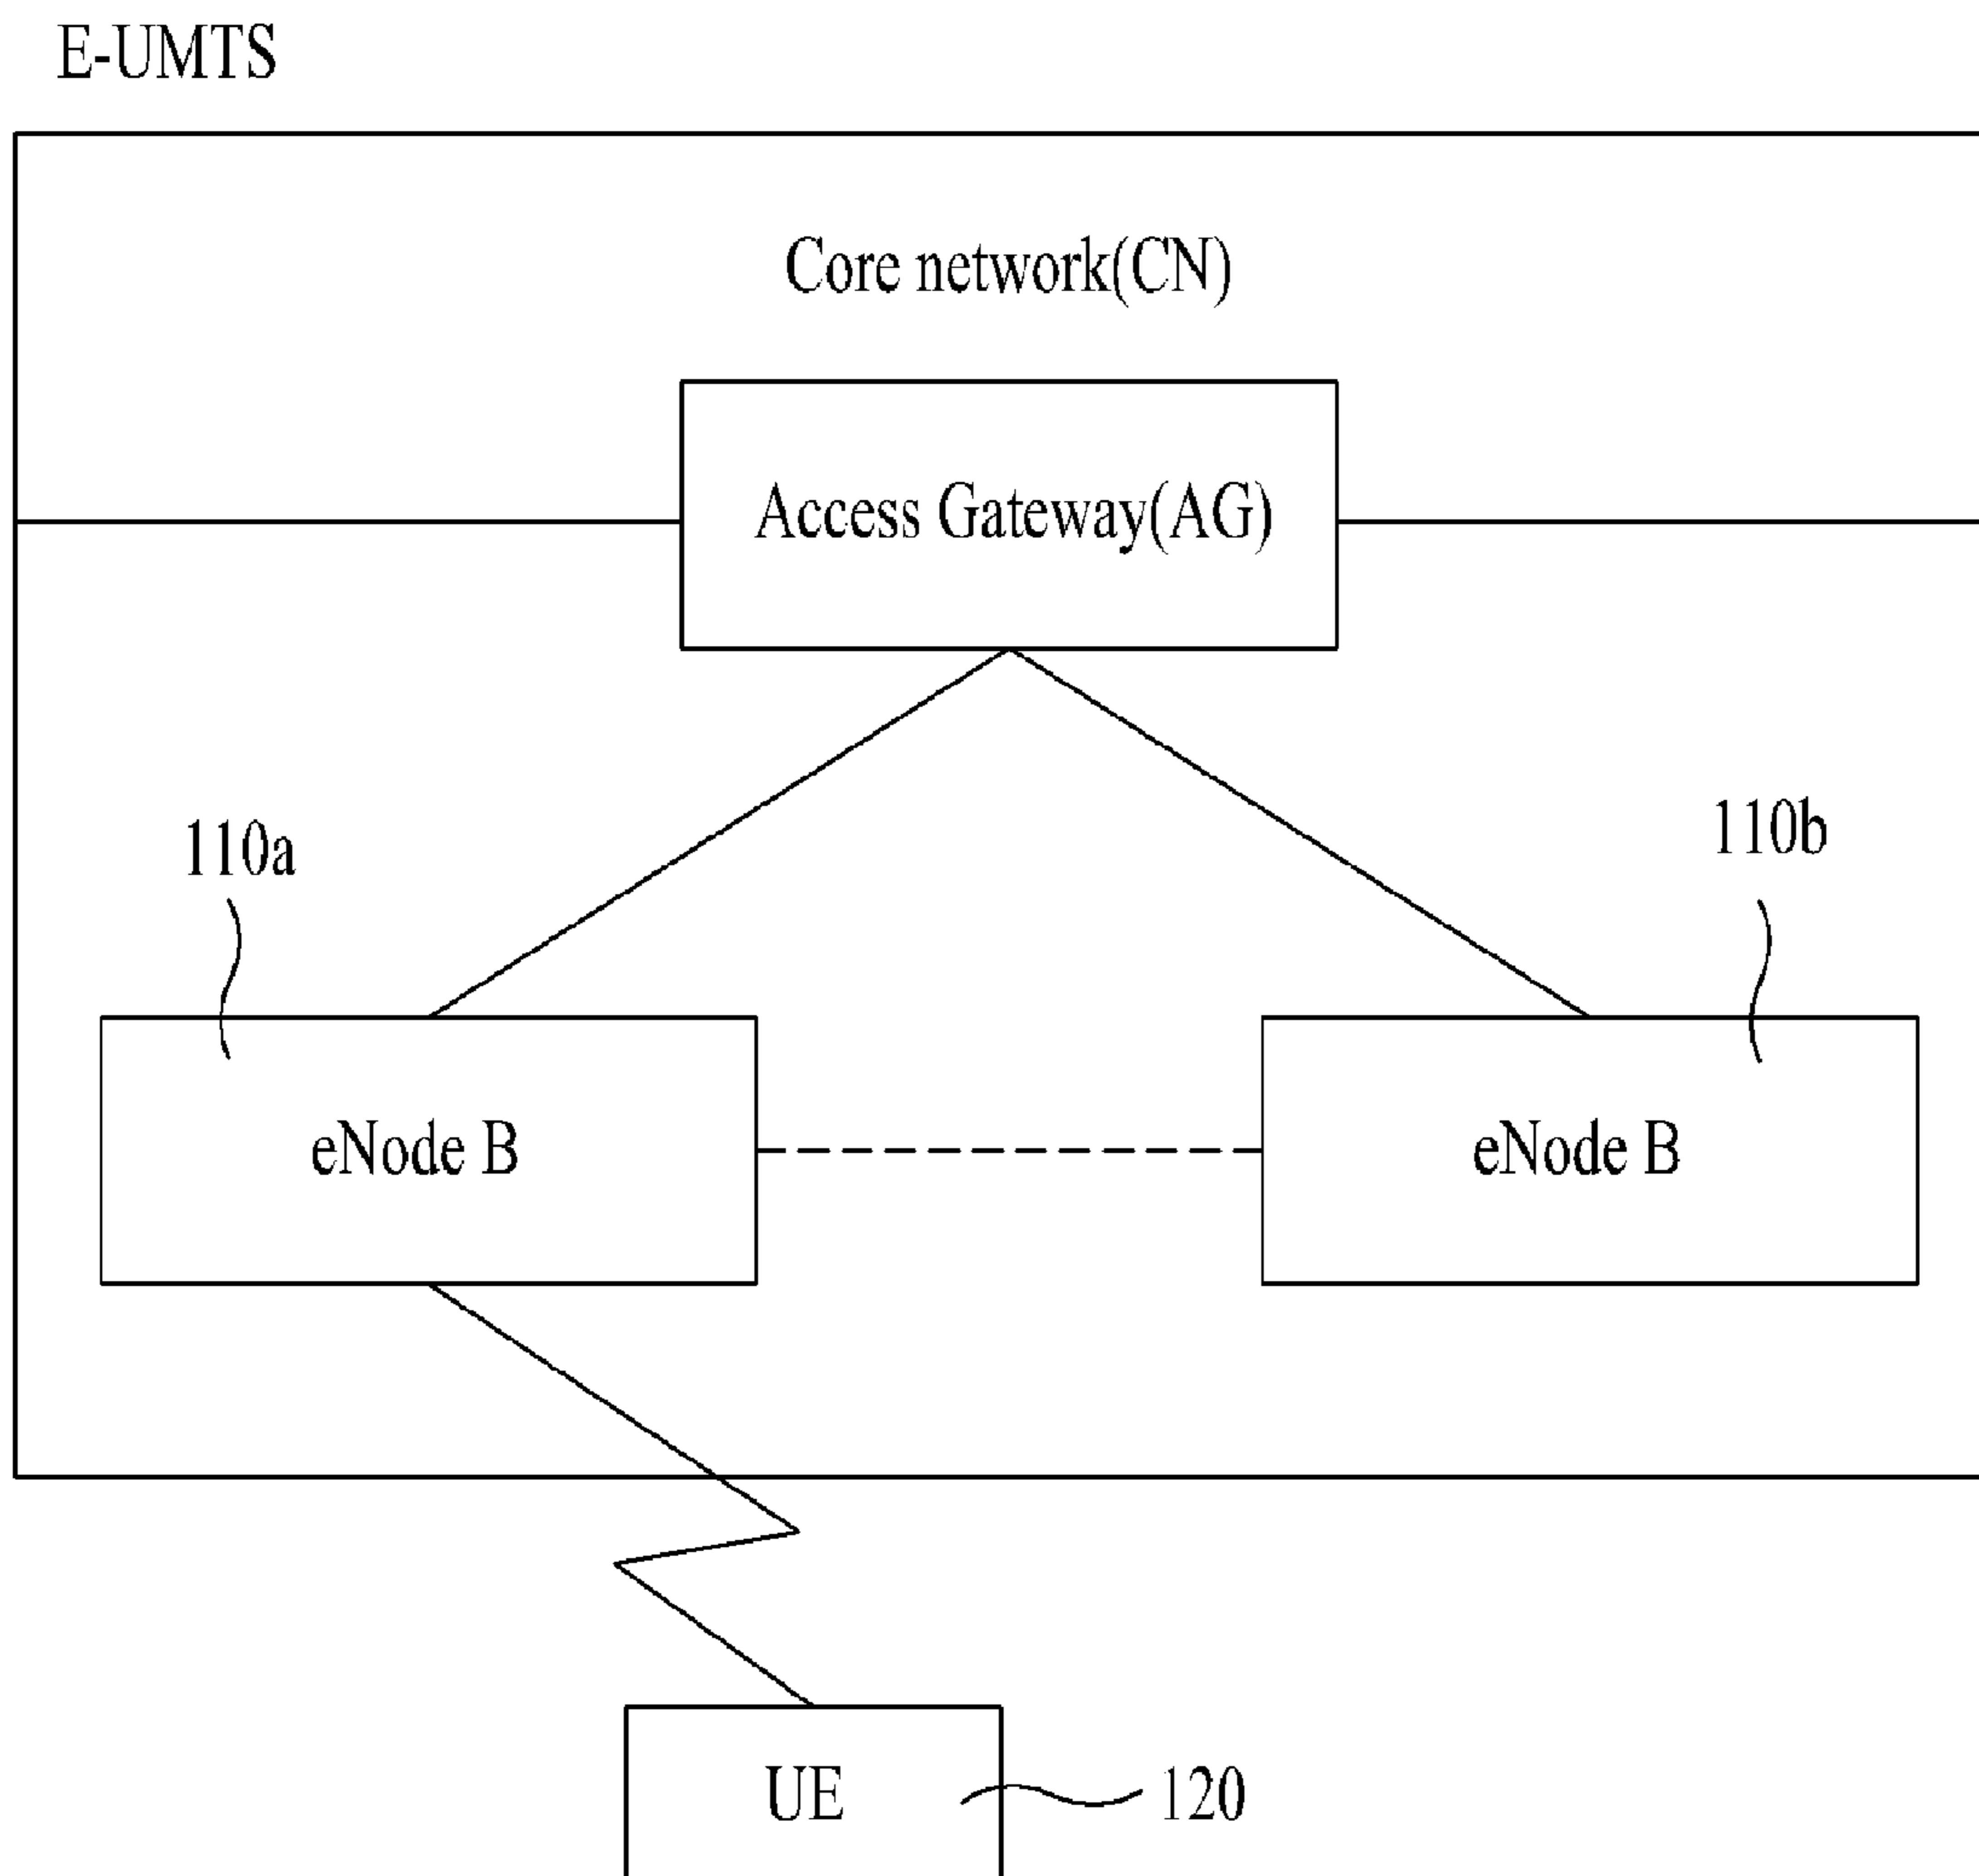 E-UMTS
Core network(CN)
Access Gateway(AG)
110a
110b
eNode B
eNode B
UE
120